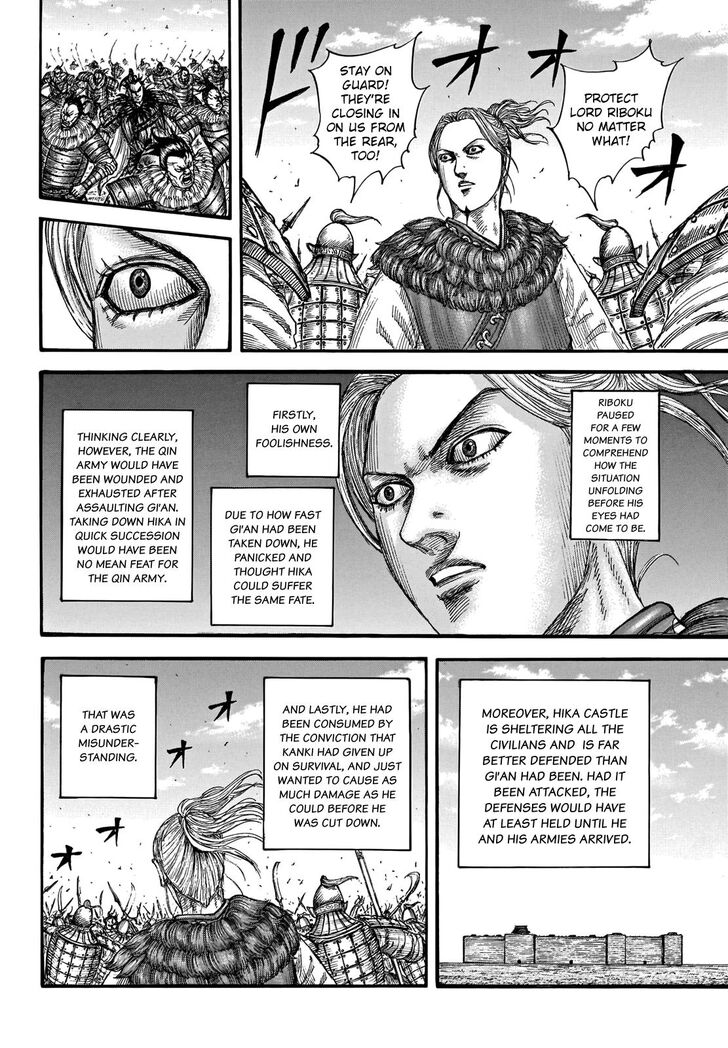 PROTECT
LORD RIBOKU
NO MATTER
WHAT!
STAY ON
GUARD!
THEY'RE
CLOSING IN
ON US FROM
THE REAR,
TOO!
ドオオオ
RIBOKU
PAUSED
FOR A FEW
MOMENTS TO
COMPREHEND
HOW THE
SITUATION
UNFOLDING
BEFORE HIS
EYES HAD
COME TO BE.
FIRSTLY,
HIS OWN
FOOLISHNESS.
DUE TO HOW FAST
GI'AN HAD BEEN
TAKEN DOWN, HE
PANICKED AND
THOUGHT HIKA
COULD SUFFER
THE SAME FATE.
THINKING CLEARLY,
HOWEVER, THE QIN
ARMY WOULD HAVE
BEEN WOUNDED AND
EXHAUSTED AFTER
ASSAULTING GI'AN.
TAKING DOWN HIKA IN
QUICK SUCCESSION
WOULD HAVE BEEN
NO MEAN FEAT FOR
THE QIN ARMY.
MOREOVER, HIKA CASTLE
IS SHELTERING ALL THE
CIVILIANS AND IS FAR
BETTER DEFENDED THAN
GI'AN HAD BEEN. HAD IT
BEEN ATTACKED, THE
DEFENSES WOULD HAVE
AT LEAST HELD UNTIL HE
AND HIS ARMIES ARRIVED.
AND LASTLY, HE HAD
BEEN CONSUMED BY
THE CONVICTION THAT
KANKI HAD GIVEN UP
ON SURVIVAL, AND JUST
WANTED TO CAUSE AS
MUCH DAMAGE AS HE
COULD BEFORE HE
WAS CUT DOWN.
THAT WAS
A DRASTIC
MISUNDER-
STANDING.
オオオオ